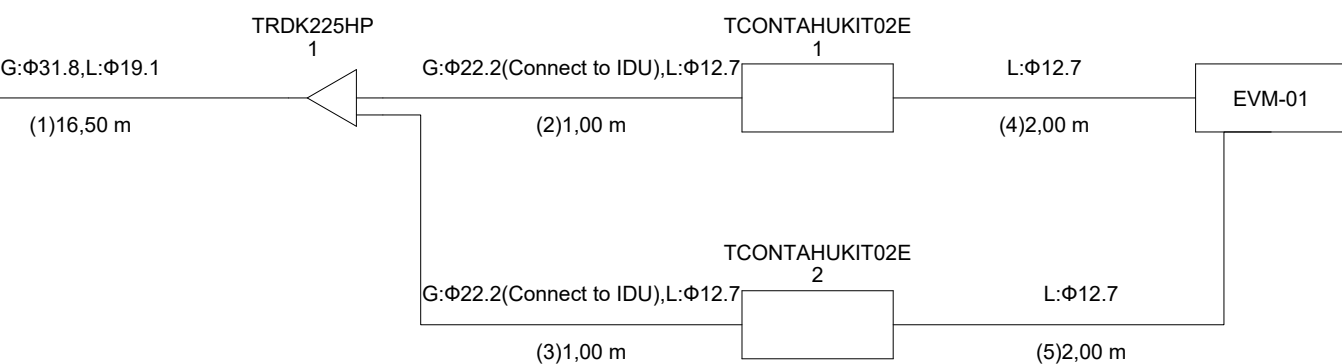 TRDK225HP
1
TCONTAHUKIT02E
1
G:Φ31.8,L:Φ19.1
G:Φ22.2(Connect to IDU),L:Φ12.7
L:Φ12.7
EVM-01
(1)16,50 m
(2)1,00 m
(4)2,00 m
TCONTAHUKIT02E
2
G:Φ22.2(Connect to IDU),L:Φ12.7
L:Φ12.7
(3)1,00 m
(5)2,00 m